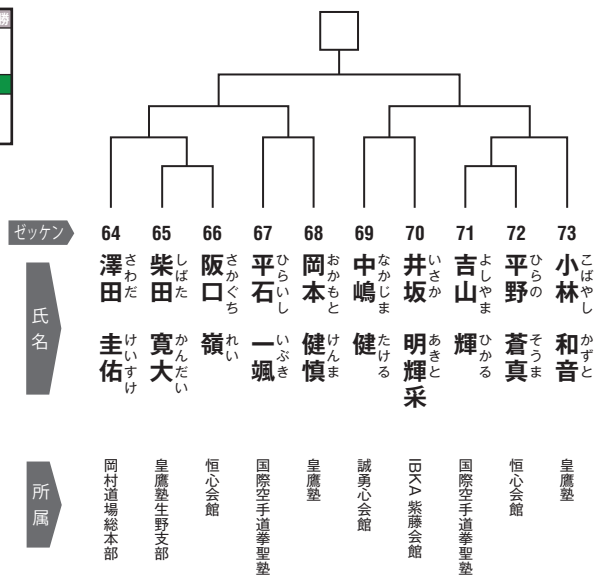 勝
ゼッケン
64
65
66
67
68
69
70
71
72
73
氏名
澤田 圭佑
さわだ けいすけ
柴田 寛大
しばた かんだい
阪口 嶺
さかぐち れい
平石 一颯
ひらいし いぶき
岡本 健慎
おかもと けんま
中嶋 健
なかじま たける
井坂 明輝采
いさか あきと
吉山 輝
よしやま ひかる
平野 蒼真
ひらの そうま
小林 和音
こばやし かずと
所属
岡村道場総本部
皇鷹塾生野支部
恒心会館
国際空手道拳聖塾
皇鷹塾
誠勇心会館
IBKA 紫藤会館
国際空手道拳聖塾
恒心会館
皇鷹塾